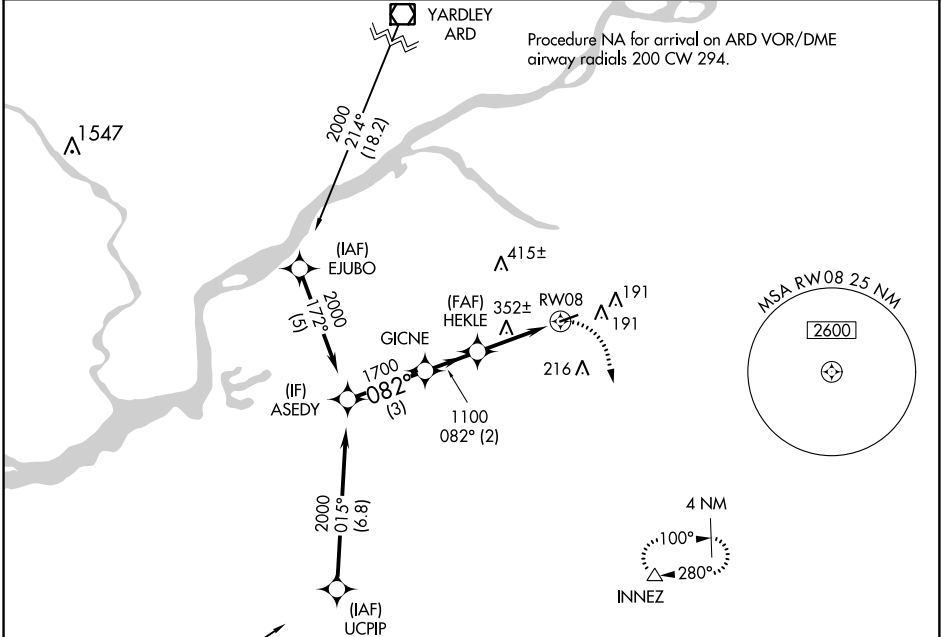 YARDLEY
ARD
Procedure NA for arrival on ARD VOR/DME
airway radials 200 CW 294.
1547
2000
214°
(18.2)
(IAF)
EJUBO
2000
172°
(5)
415±
MSA RW08 25 NM
2600
(FAF)
HEKLE
352±
RW08
191
191
216
GICNE
1700
082°
(3)
(IF)
ASEDY
1100
082° (2)
2000
015°
(6.8)
4 NM
100°
280°
INNEZ
(IAF)
UCPIP